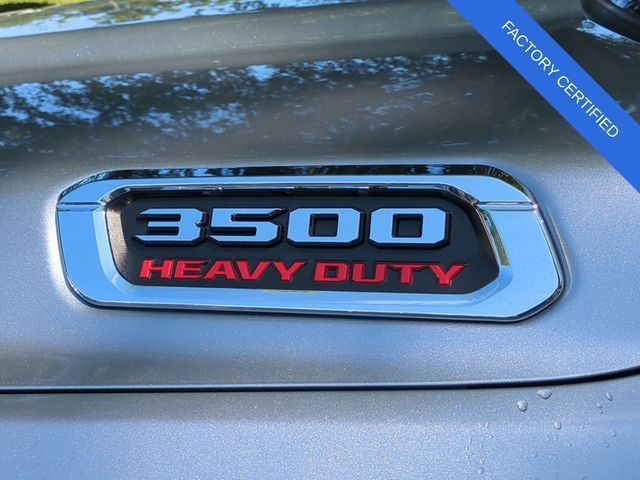 FACTORY CERTIFIED
3500
HEAVY DUTY